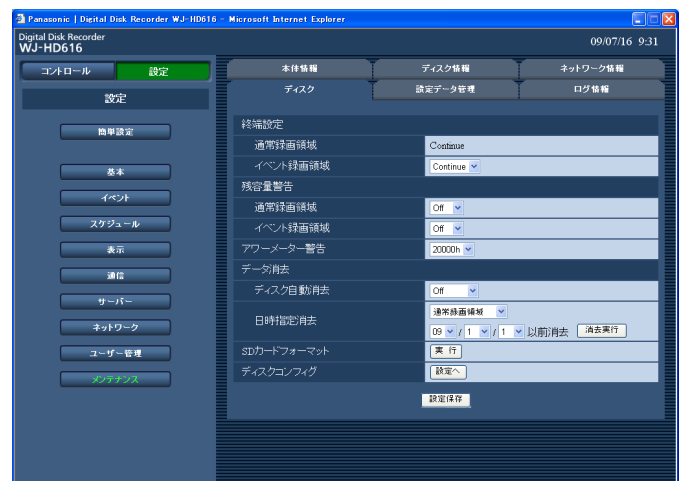 Panasonic | Digital Disk Recorder WJ-HD616 - Microsoft Internet Explorer
Digital Disk Recorder
WJ-HD616
09/07/16 9:31
コントロール 設定
本体情報 ディスク情報 ネットワーク情報
ディスク 設定データ管理 ログ情報
設定
簡単設定
基本
イベント
スケジュール
表示
通信
サーバー
ネットワーク
ユーザー管理
メンテナンス
終端設定
通常録画領域 Continue
イベント録画領域 Continue
残容量警告
通常録画領域 Off
イベント録画領域 Off
アワーメーター警告 20000h
データ消去
ディスク自動消去 Off
日時指定消去 通常録画領域
09 / 1 / 1 以前消去 消去実行
SDカードフォーマット 実 行
ディスクコンフィグ 設定へ
設定保存